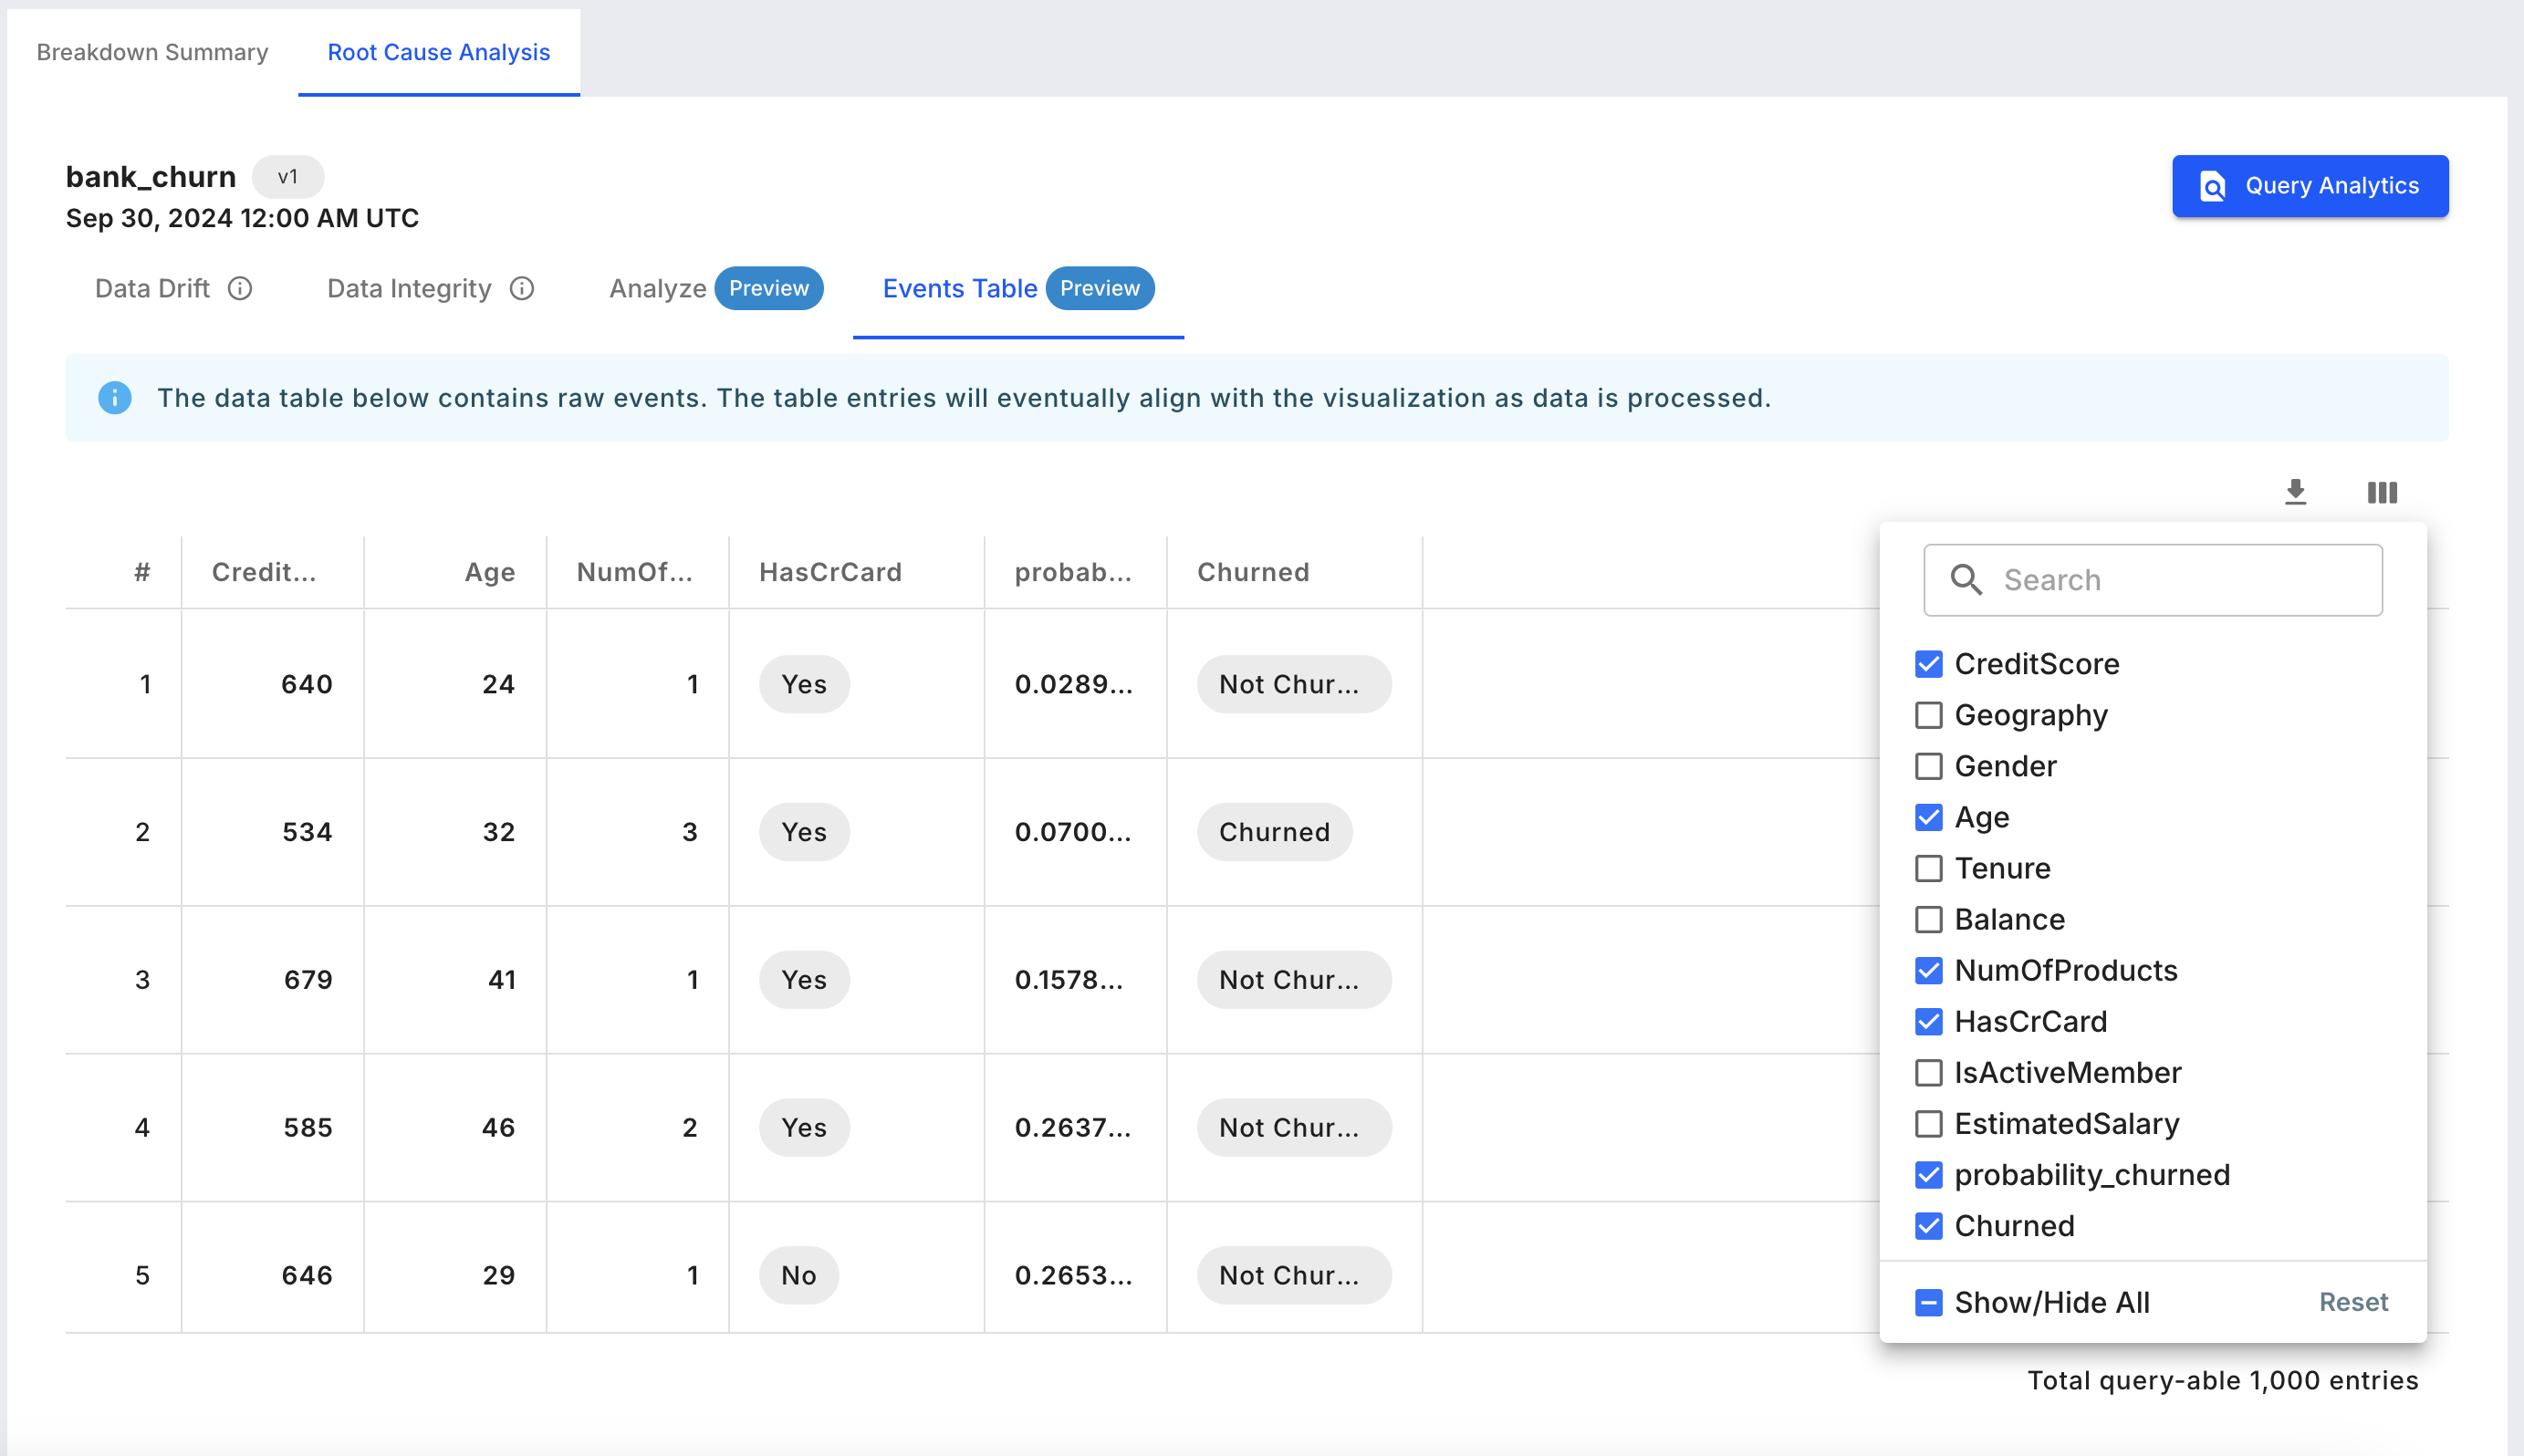 Breakdown Summary Root Cause Analysis
bank_churn v1
Query Analytics
Sep 30, 2024 12:00 AM UTC
Data Drift Data Integrity Analyze Preview Events Table Preview
The data table below contains raw events. The table entries will eventually align with the visualization as data is processed.
# Credit... Age NumOf... HasCrCard probab... Churned
1 640 24 1 Yes 0.0289... Not Chur...
2 534 32 3 Yes 0.0700... Churned
3 679 41 1 Yes 0.1578... Not Chur...
4 585 46 2 Yes 0.2637... Not Chur...
5 646 29 1 No 0.2653... Not Chur...
Search
CreditScore
Geography
Gender
Age
Tenure
Balance
NumOfProducts
HasCrCard
IsActiveMember
EstimatedSalary
probability_churned
Churned
Show/Hide All Reset
Total query-able 1,000 entries